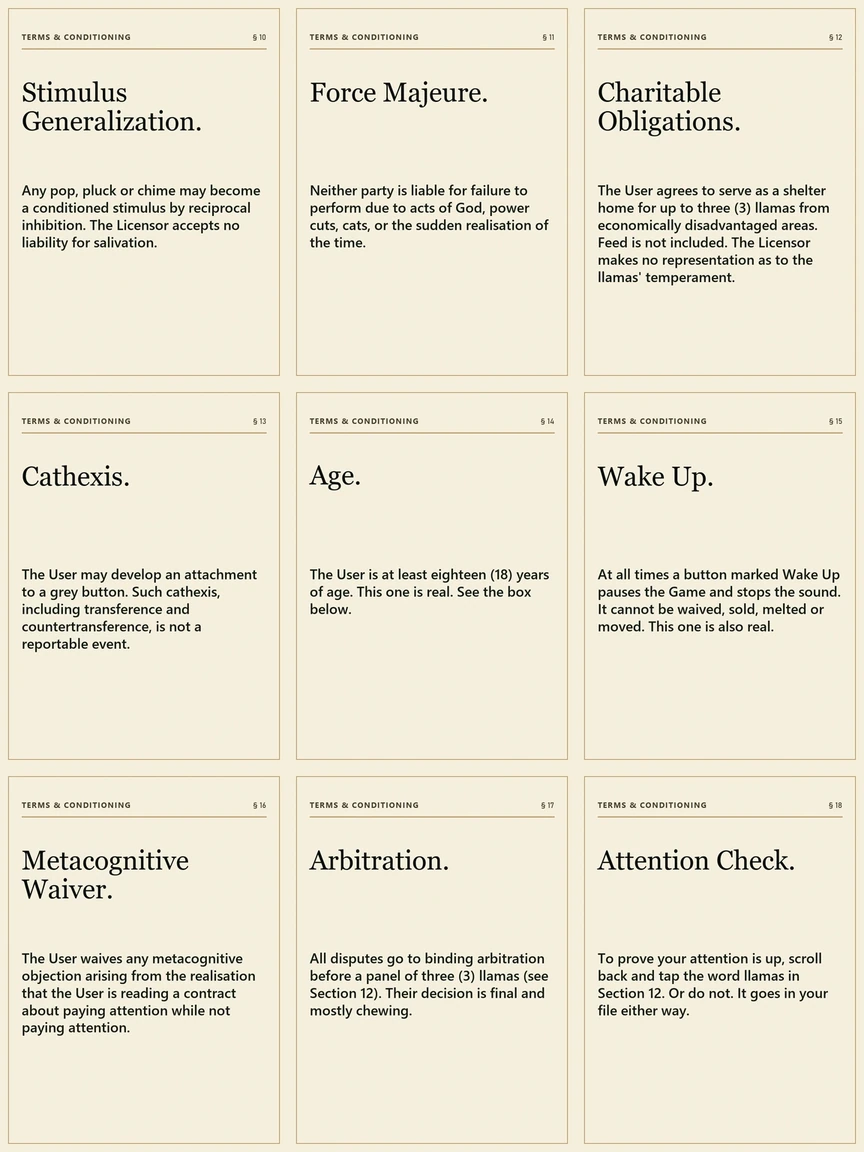 TERMS & CONDITIONING § 10
Stimulus
Generalization.
Any pop, pluck or chime may become
a conditioned stimulus by reciprocal
inhibition. The Licensor accepts no
liability for salivation.
TERMS & CONDITIONING § 11
Force Majeure.
Neither party is liable for failure to
perform due to acts of God, power
cuts, cats, or the sudden realisation of
the time.
TERMS & CONDITIONING § 12
Charitable
Obligations.
The User agrees to serve as a shelter
home for up to three (3) llamas from
economically disadvantaged areas.
Feed is not included. The Licensor
makes no representation as to the
llamas' temperament.
TERMS & CONDITIONING § 13
Cathexis.
The User may develop an attachment
to a grey button. Such cathexis,
including transference and
countertransference, is not a
reportable event.
TERMS & CONDITIONING § 14
Age.
The User is at least eighteen (18) years
of age. This one is real. See the box
below.
TERMS & CONDITIONING § 15
Wake Up.
At all times a button marked Wake Up
pauses the Game and stops the sound.
It cannot be waived, sold, melted or
moved. This one is also real.
TERMS & CONDITIONING § 16
Metacognitive
Waiver.
The User waives any metacognitive
objection arising from the realisation
that the User is reading a contract
about paying attention while not
paying attention.
TERMS & CONDITIONING § 17
Arbitration.
All disputes go to binding arbitration
before a panel of three (3) llamas (see
Section 12). Their decision is final and
mostly chewing.
TERMS & CONDITIONING § 18
Attention Check.
To prove your attention is up, scroll
back and tap the word llamas in
Section 12. Or do not. It goes in your
file either way.